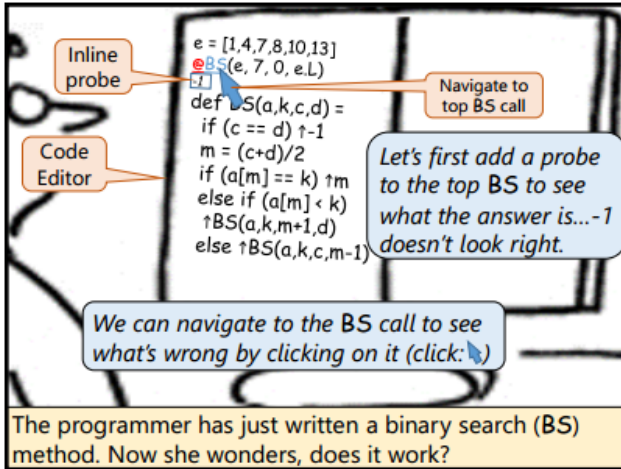 e = [1,4,7,8,10,13]
@BS(e, 7, 0, e.L)
-1
def BS(a,k,c,d) =
if (c == d) ↑-1
m = (c+d)/2
if (a[m] == k) ↑m
else if (a[m] < k)
↑BS(a,k,m+1,d)
else ↑BS(a,k,c,m-1)
Inline
probe
Navigate to
top BS call
Code
Editor
Let's first add a probe
to the top BS to see
what the answer is...-1
doesn't look right.
We can navigate to the BS call to see
what's wrong by clicking on it (click: )
The programmer has just written a binary search (BS)
method. Now she wonders, does it work?